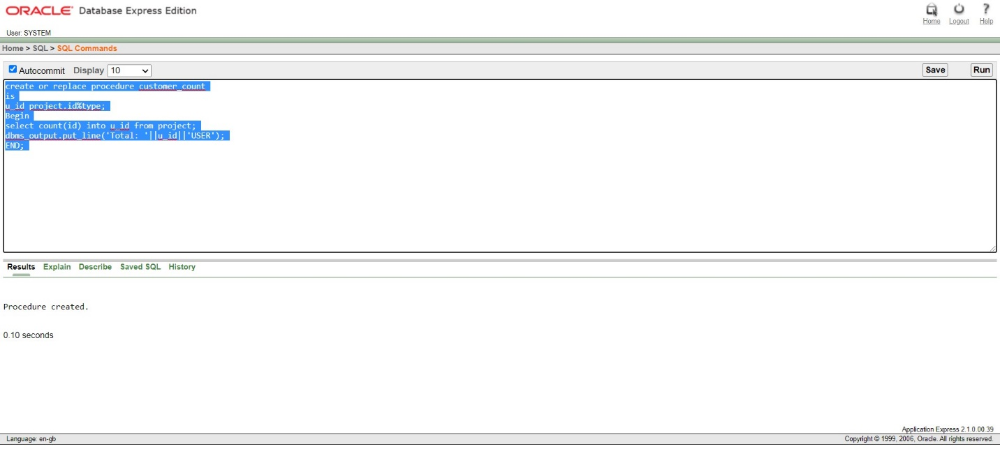 ORACLE Database Express Edition
Home Logout Help
User: SYSTEM
Home > SQL > SQL Commands
Autocommit Display 10 Save Run
create or replace procedure customer_count
is
u_id project.id%type;
Begin
select count(id) into u_id from project;
dbms_output.put_line('Total: '||u_id||'USER');
END;
Results Explain Describe Saved SQL History
Procedure created.
0.10 seconds
Application Express 2.1.0.00.39
Language: en-gb Copyright © 1999, 2006, Oracle. All rights reserved.